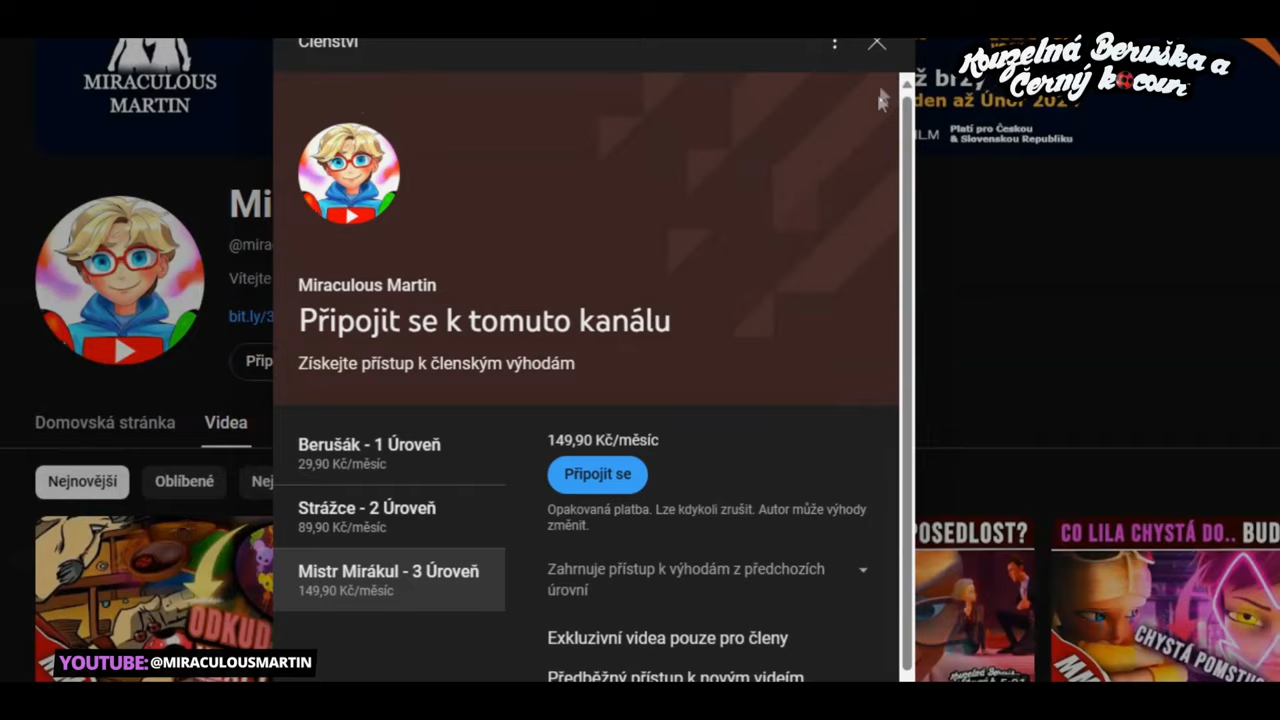 Členství
Kouzelná Beruška a
Černý kocour
MIRACULOUS
MARTIN
den až Únor 202
Platí pro Českou
& Slovenskou Republiku
Mi
@mira
Vítejte
bit.ly/3
Připo
Miraculous Martin
Připojit se k tomuto kanálu
Získejte přístup k členským výhodám
Domovská stránka
Videa
Nejnovější
Oblíbené
Nej
Berušák - 1 Úroveň
29,90 Kč/měsíc
Strážce - 2 Úroveň
89,90 Kč/měsíc
Mistr Mirákul - 3 Úroveň
149,90 Kč/měsíc
149,90 Kč/měsíc
Připojit se
Opakovaná platba. Lze kdykoli zrušit. Autor může výhody
změnit.
Zahrnuje přístup k výhodám z předchozích
úrovní
Exkluzivní videa pouze pro členy
Předběžný přístup k novým videím
POSEDLOST?
CO LILA CHYSTÁ DO.. BUD
CHYSTÁ POMSTU
ODKUD
YOUTUBE: @MIRACULOUSMARTIN